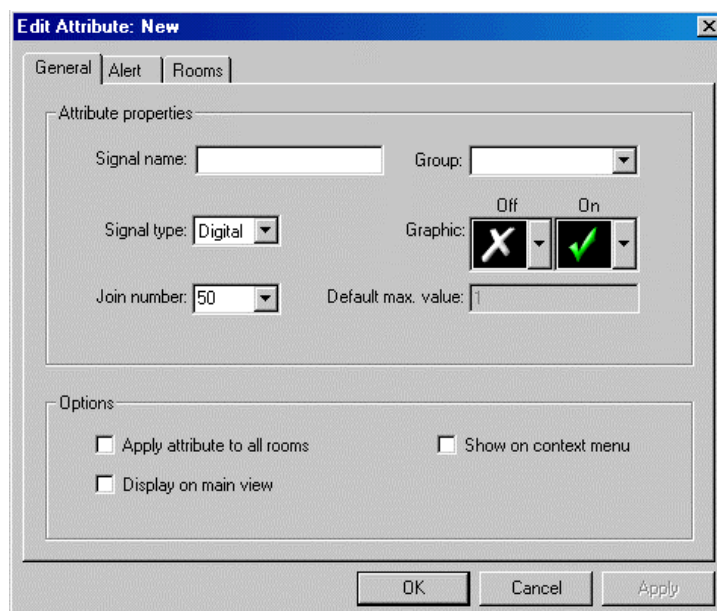 Edit Attribute: New
General Alert Rooms
Attribute properties
Signal name: Group:
Off On
Signal type: Digital Graphic:
Join number: 50 Default max. value: 1
Options
Apply attribute to all rooms Show on context menu
Display on main view
OK Cancel Apply